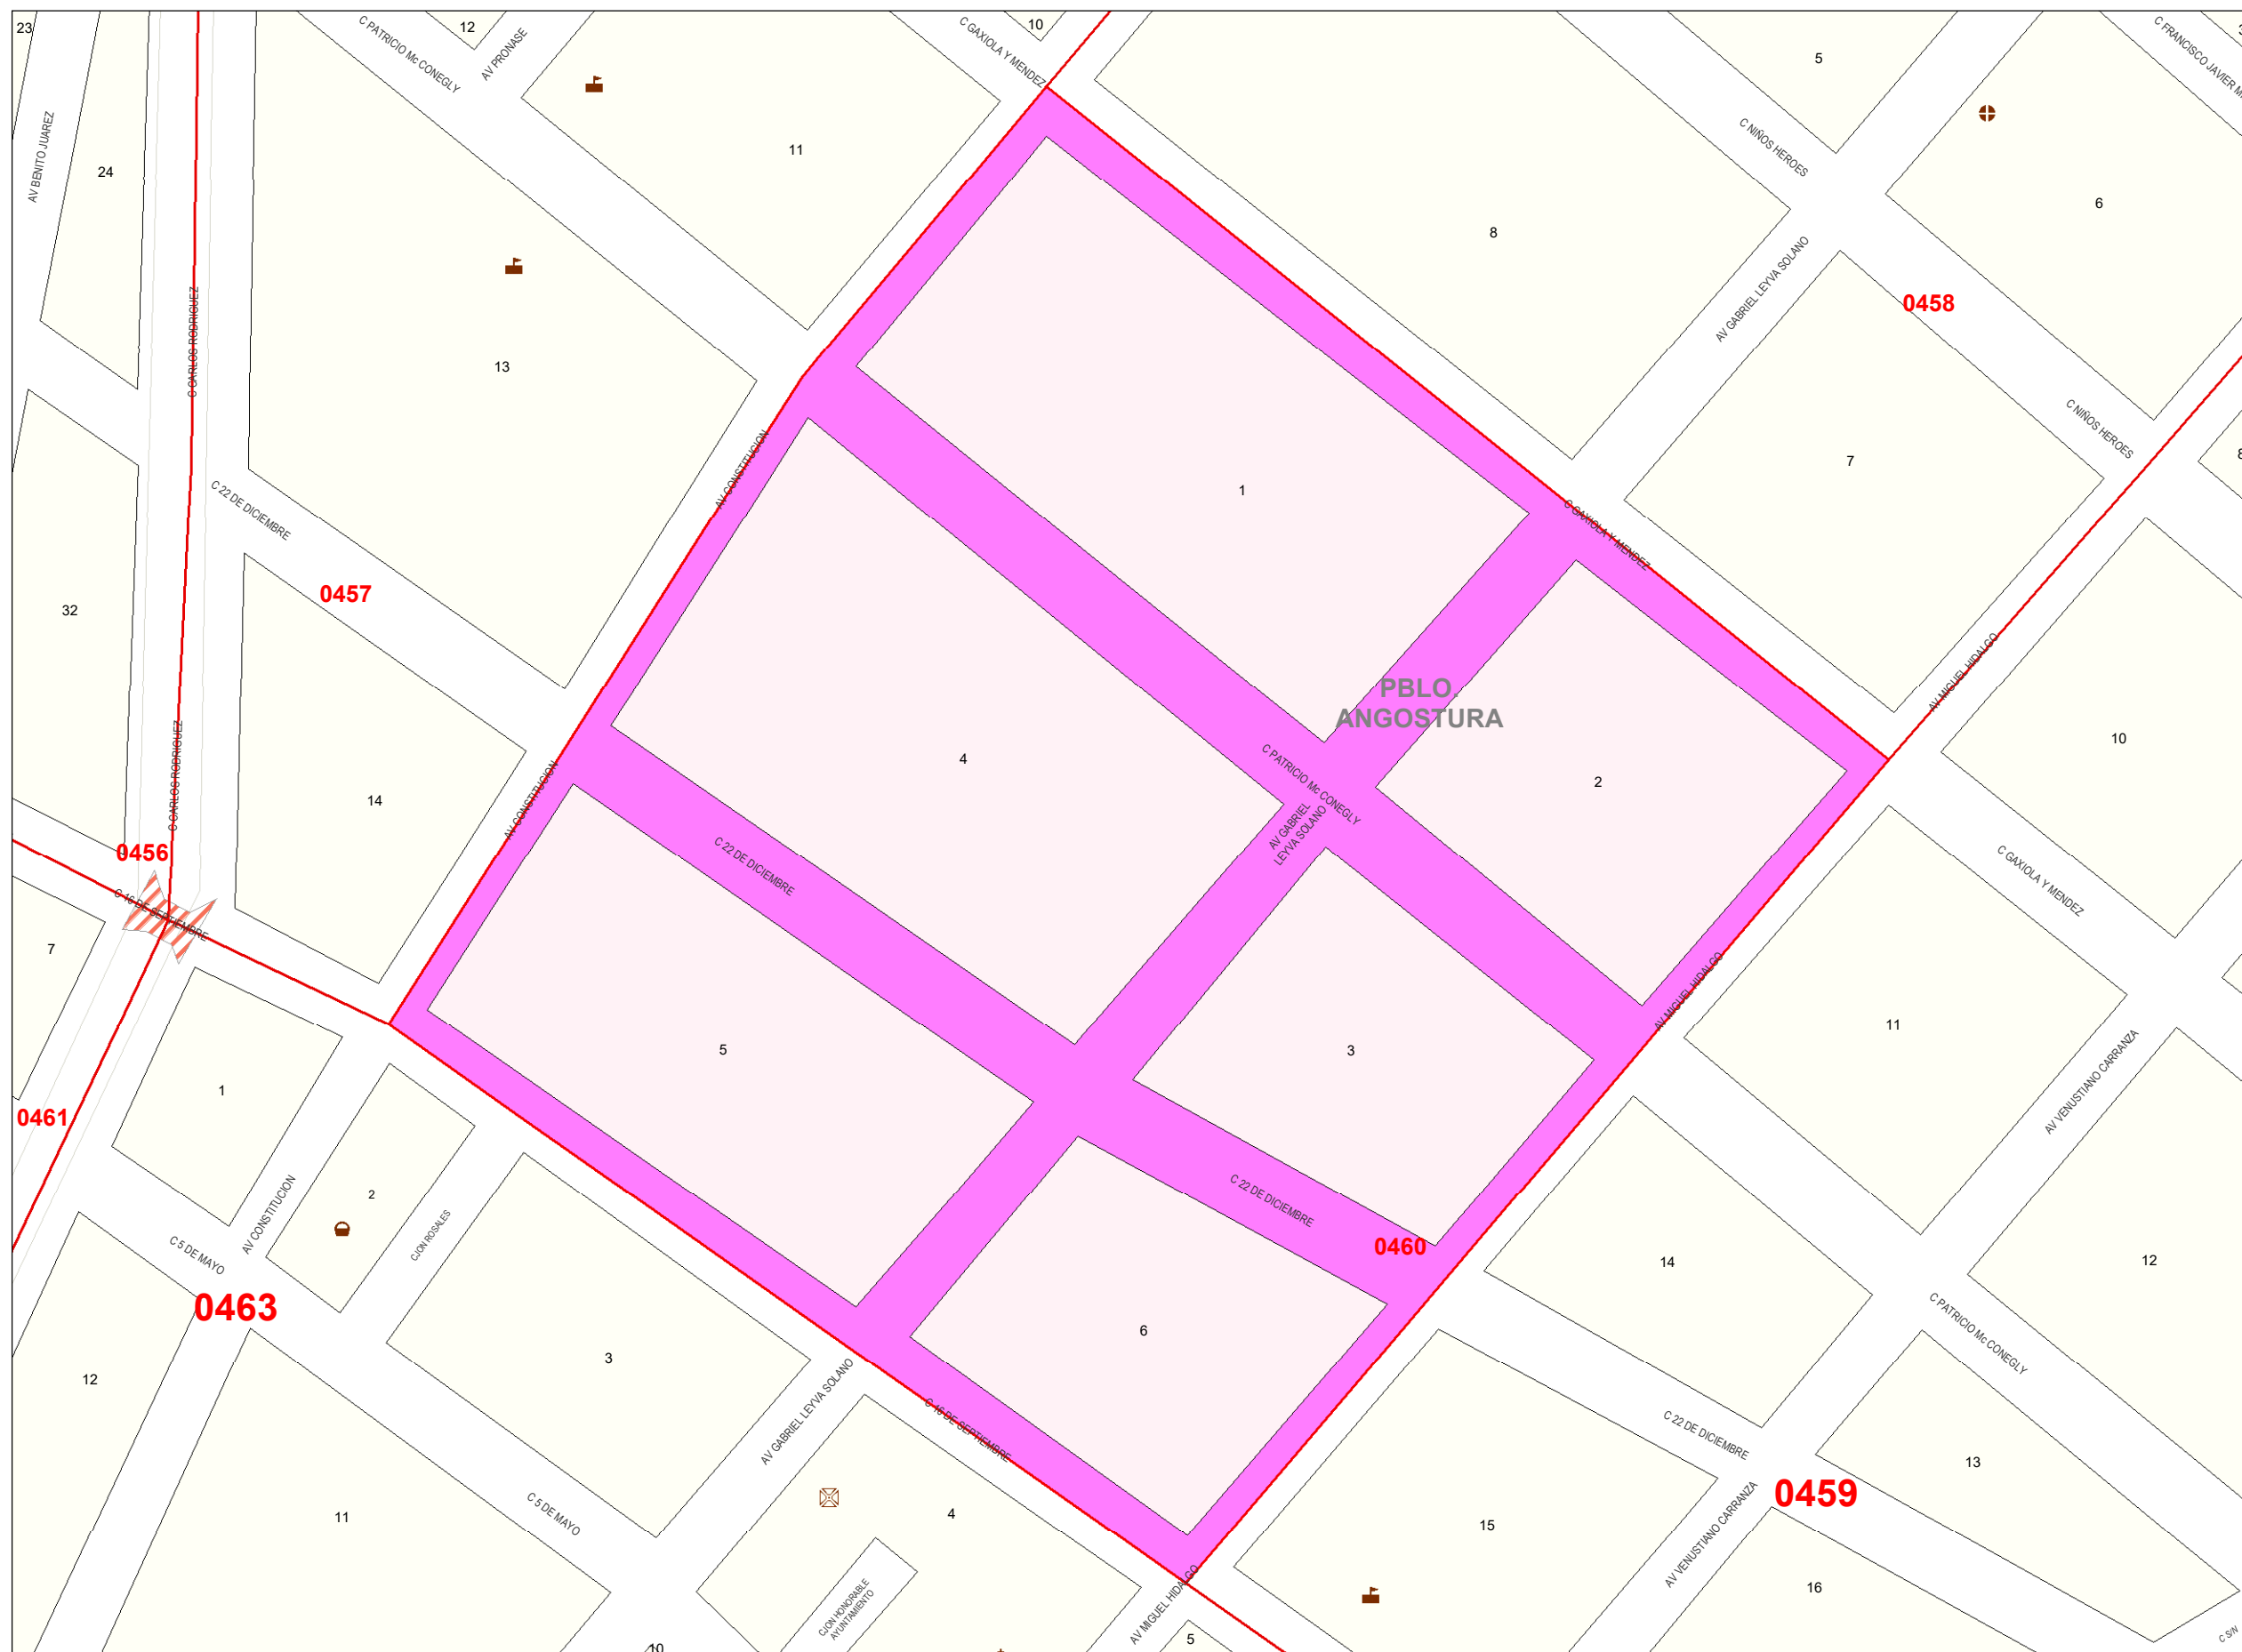 23
12
10
5
C PATRICIO Mc CONEGLY
AV PRONASE
C GAXIOLA Y MENDEZ
C FRANCISCO JAVIER
AV BENITO JUAREZ
24
11
C NIÑOS HEROES
6
8
AV GABRIEL LEYVA SOLANO
0458
C CARLOS RODRIGUEZ
13
C NIÑOS HEROES
7
8
AV CONSTITUCION
1
C 22 DE DICIEMBRE
C GAXIOLA Y MENDEZ
0457
32
PBLO.
ANGOSTURA
AV MIGUEL HIDALGO
10
4
2
C CARLOS RODRIGUEZ
14
AV CONSTITUCION
C PATRICIO Mc CONEGLY
AV GABRIEL
LEYVA SOLANO
0456
C 22 DE DICIEMBRE
C GAXIOLA Y MENDEZ
C 16 DE SEPTIEMBRE
7
AV MIGUEL HIDALGO
11
5
3
1
0461
AV VENUSTIANO CARRANZA
2
AV CONSTITUCION
CJON ROSALES
C 22 DE DICIEMBRE
C 5 DE MAYO
0460
14
12
0463
C PATRICIO Mc CONEGLY
6
3
12
AV GABRIEL LEYVA SOLANO
C 16 DE SEPTIEMBRE
C 22 DE DICIEMBRE
13
0459
C 5 DE MAYO
11
4
15
AV VENUSTIANO CARRANZA
16
CJON HONORABLE
AYUNTAMIENTO
AV MIGUEL HIDALGO
5
10
C S/N